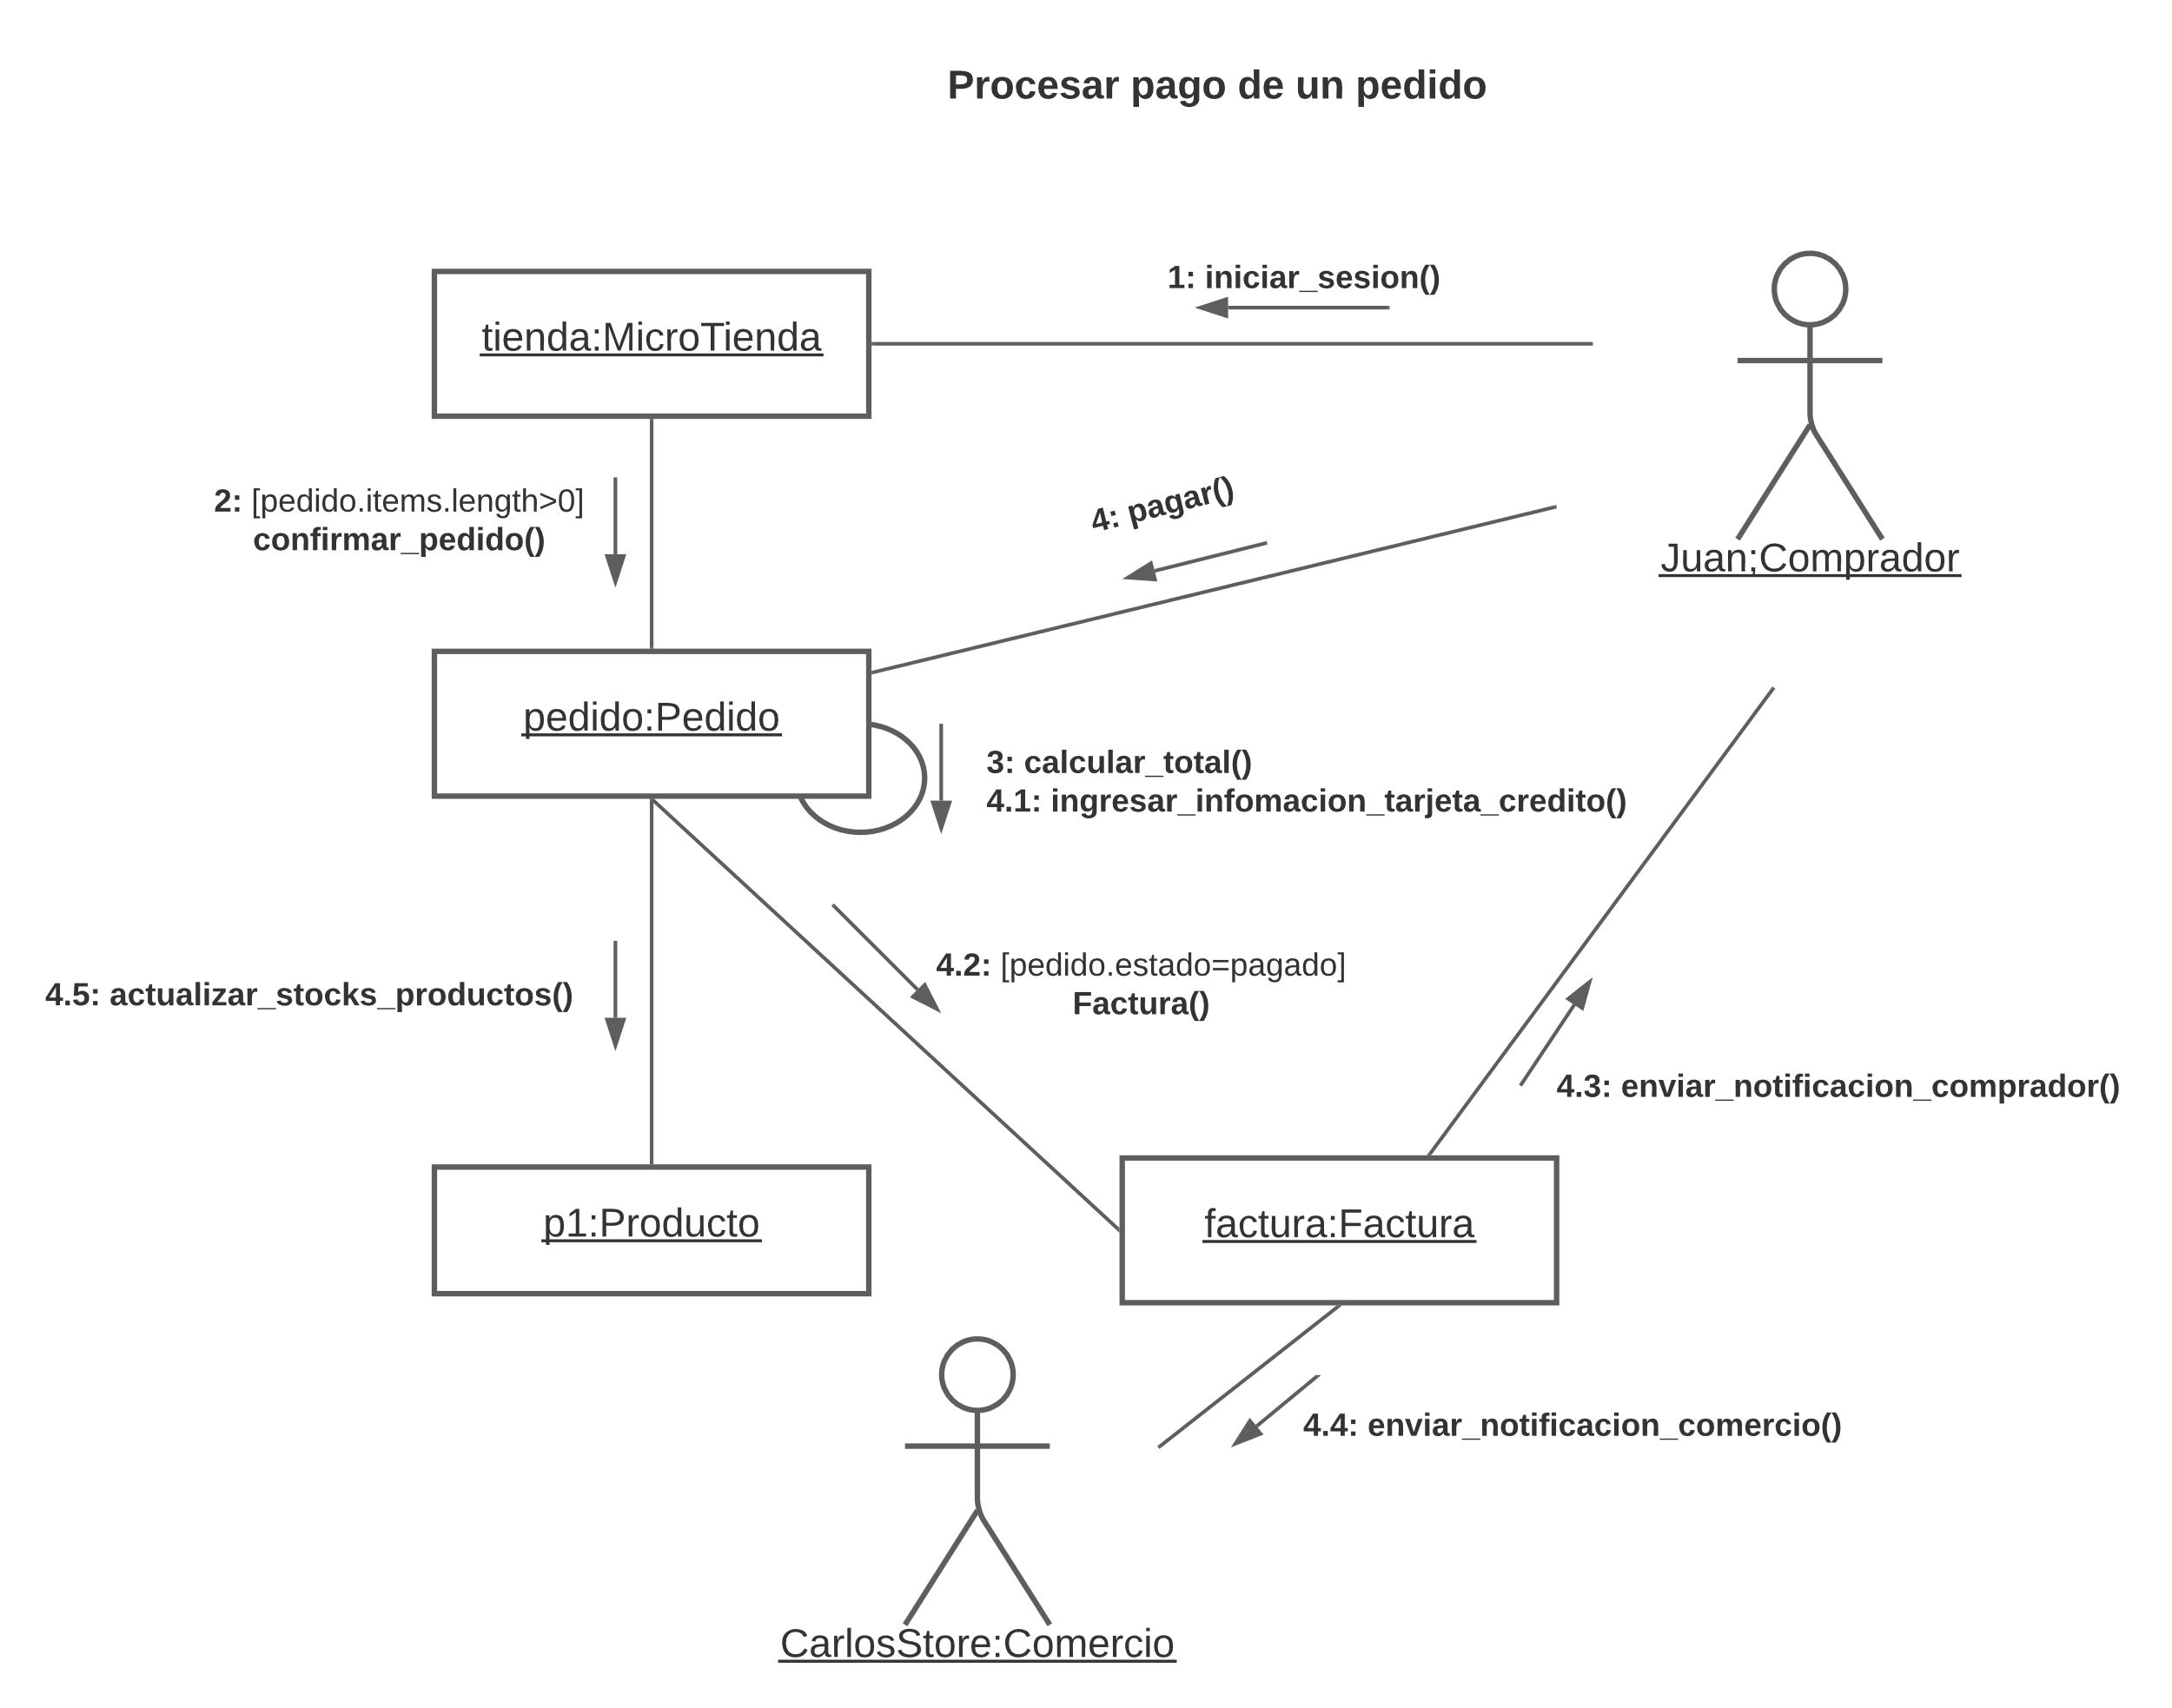 Procesar pago de un pedido
1: iniciar_sesion()
tienda:MicroTienda
2: [pedido.items.length>0]
confirmar_pedido()
4: pagar()
Juan;Comprador
pedido:Pedido
3: calcular_total()
4.1: ingresar_infomacion_tarjeta_credito()
4.2: [pedido.estado=pagado]
Factura()
4.5: actualizar_stocks_productos()
4.3: enviar_notificacion_comprador()
p1:Producto
factura:Factura
4.4: enviar_notificacion_comercio()
CarlosStore:Comercio